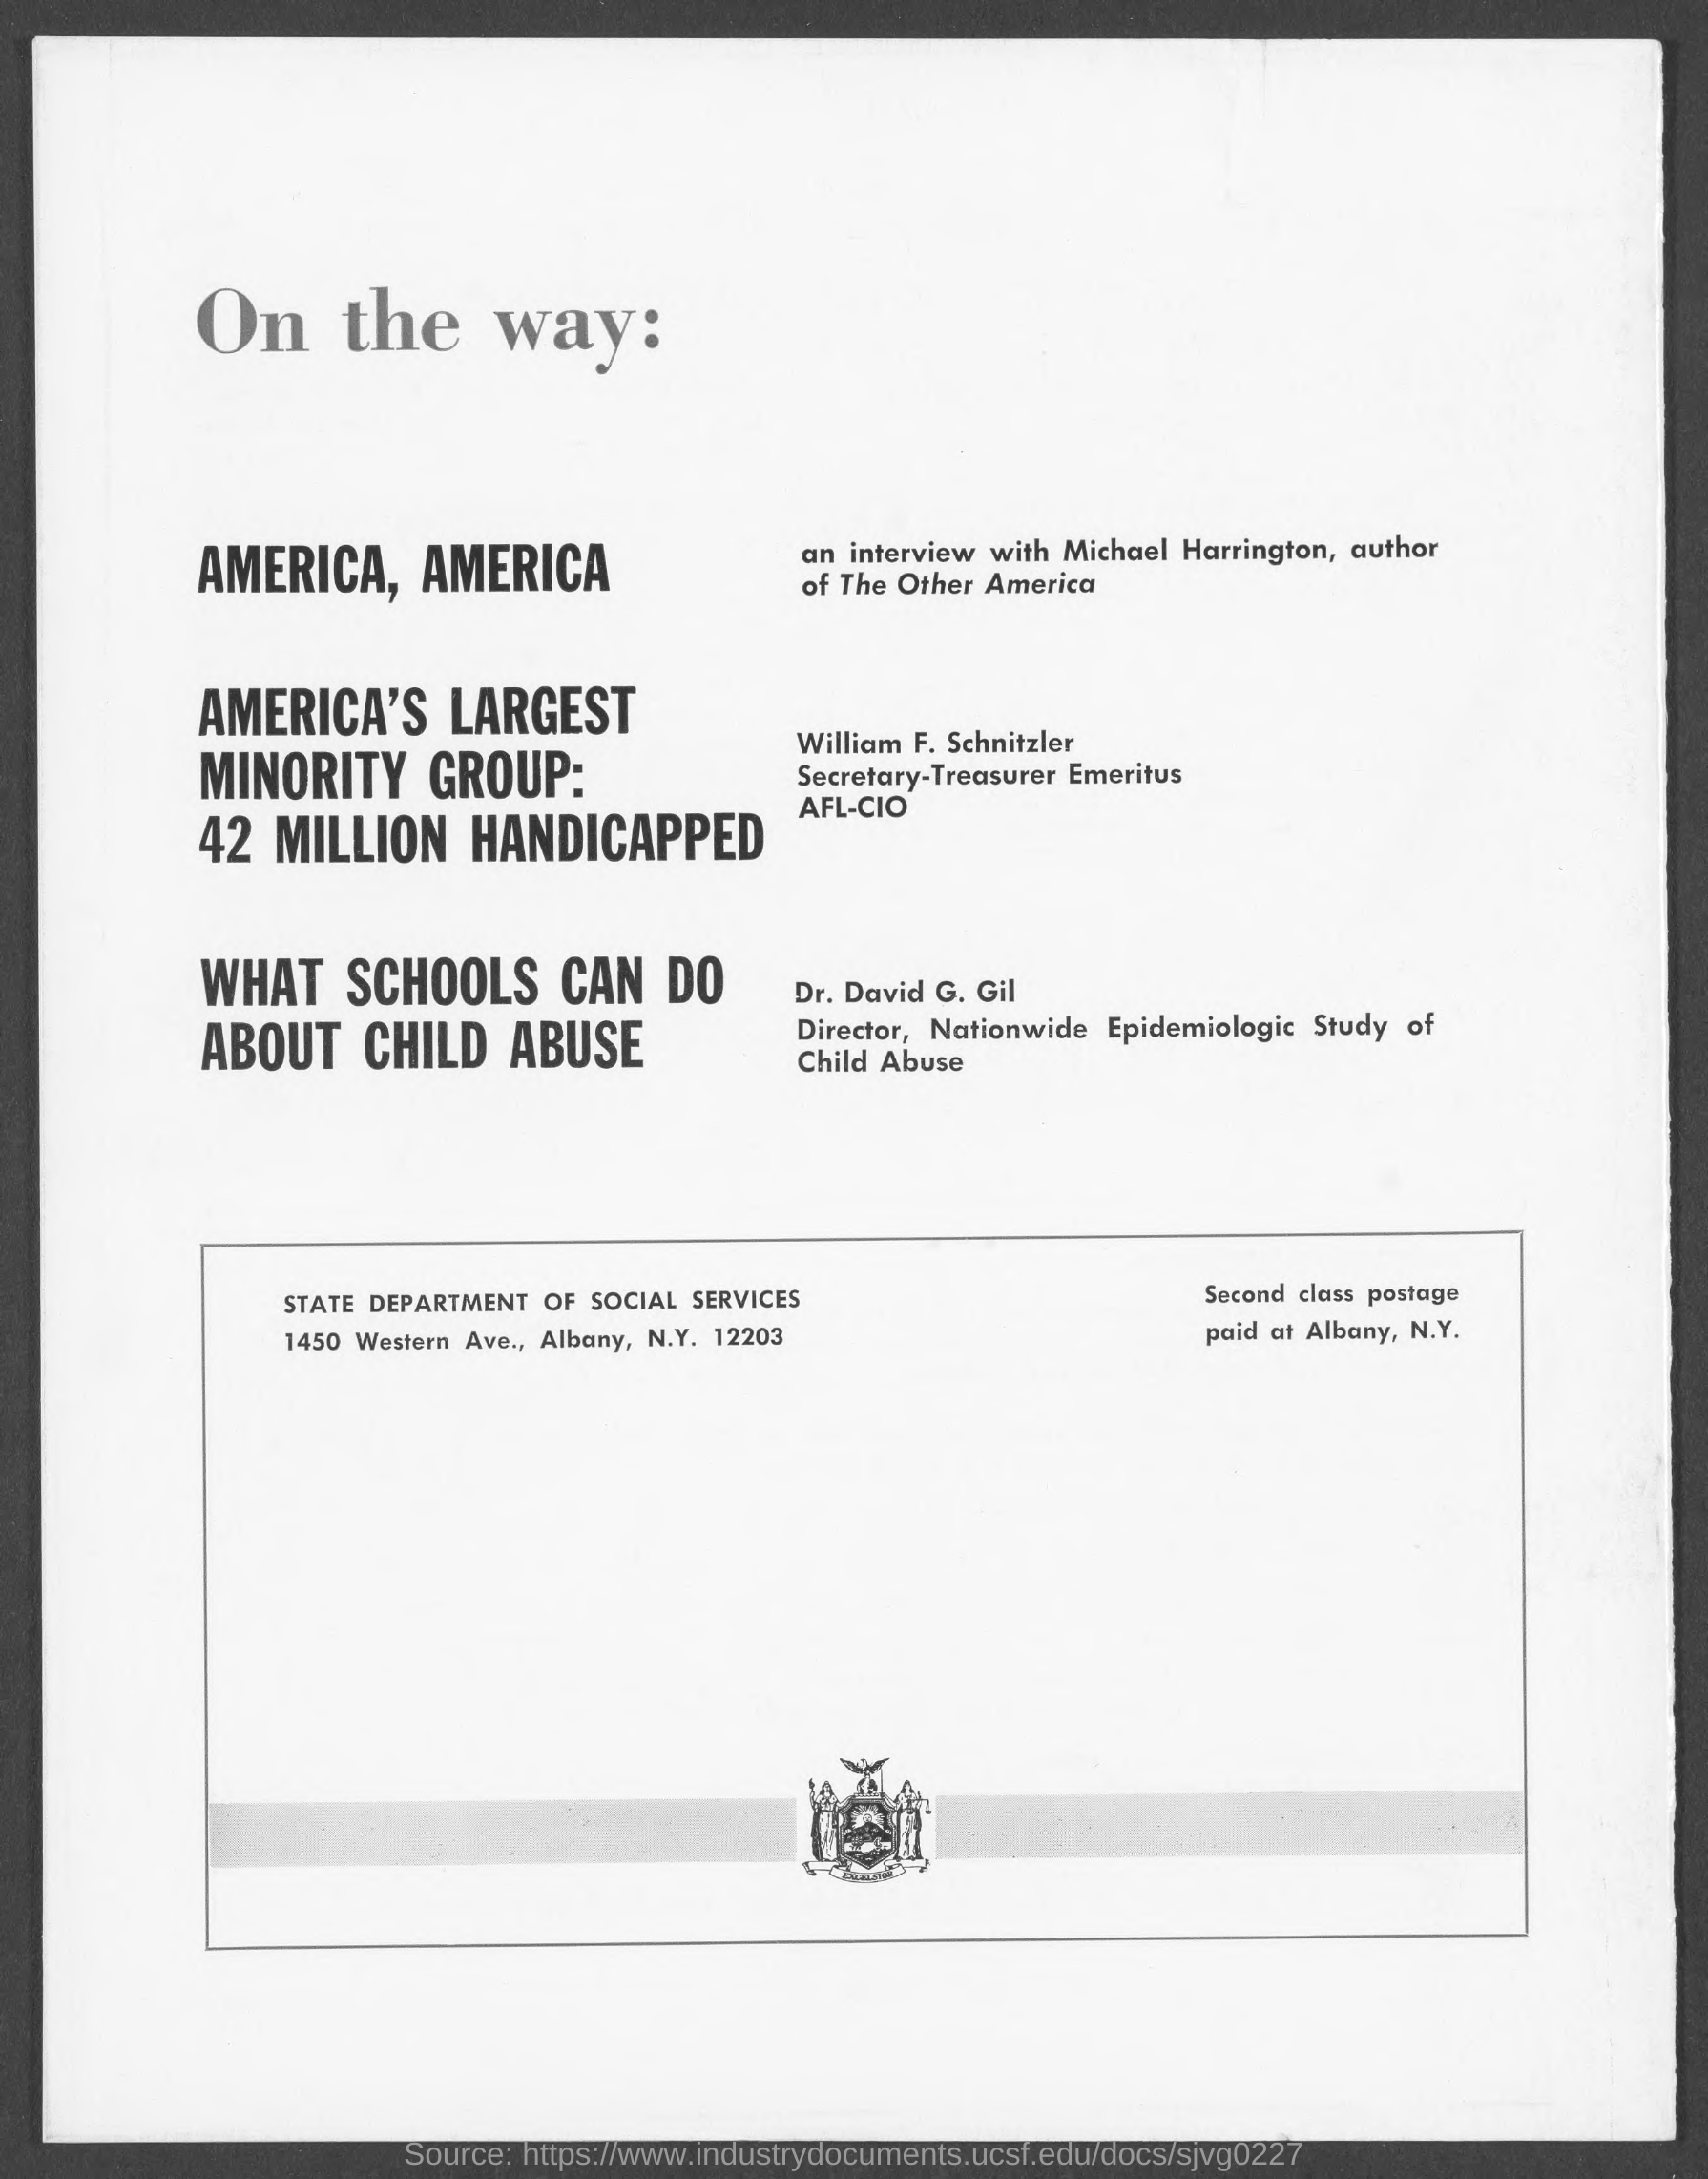 On the way:
AMERICA, AMERICA
an interview with Michael Harrington, author
of The Other America
AMERICA'S LARGEST
MINORITY GROUP:
42 MILLION HANDICAPPED
William F. Schnitzler
Secretary-Treasurer Emeritus
AFL-CIO
WHAT SCHOOLS CAN DO
ABOUT CHILD ABUSE
Dr. David G. Gil
Director, Nationwide Epidemiologic Study of
Child Abuse
STATE DEPARTMENT OF SOCIAL SERVICES
1450 Western Ave., Albany, N.Y. 12203
Second class postage
paid at Albany, N.Y.
EXCELSIOR
Source: https://www.industrydocuments.ucsf.edu/docs/sjvg0227